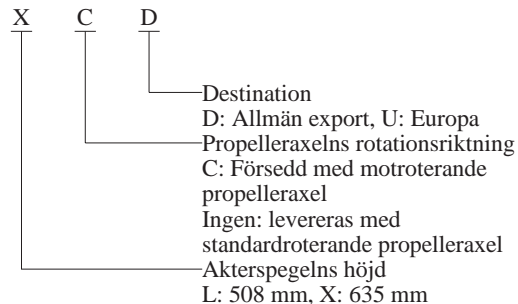 X C D
Destination
D: Allmän export, U: Europa
Propelleraxelns rotationsriktning
C: Försedd med motroterande
propelleraxel
Ingen: levereras med
standardroterande propelleraxel
Akterspegelns höjd
L: 508 mm, X: 635 mm